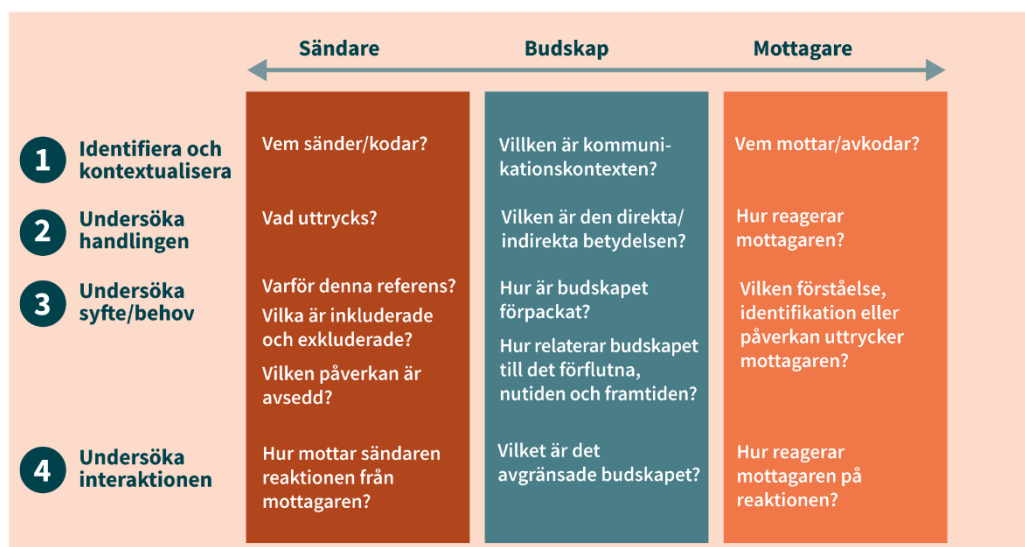 Sändare
Budskap
Mottagare
1
Identifiera och
kontextualisera
Vem sänder/kodar?
Villken är kommuni-
kationskontexten?
Vem mottar/avkodar?
2
Undersöka
handlingen
Vad uttrycks?
Vilken är den direkta/
indirekta betydelsen?
Hur reagerar
mottagaren?
3
Undersöka
syfte/behov
Varför denna referens?
Vilka är inkluderade
och exkluderade?
Vilken påverkan är
avsedd?
Hur är budskapet
förpackat?
Hur relaterar budskapet
till det förflutna,
nutiden och framtiden?
Vilken förståelse,
identifikation eller
påverkan uttrycker
mottagaren?
4
Undersöka
interaktionen
Hur mottar sändaren
reaktionen från
mottagaren?
Vilket är det
avgränsade budskapet?
Hur reagerar
mottagaren på
reaktionen?